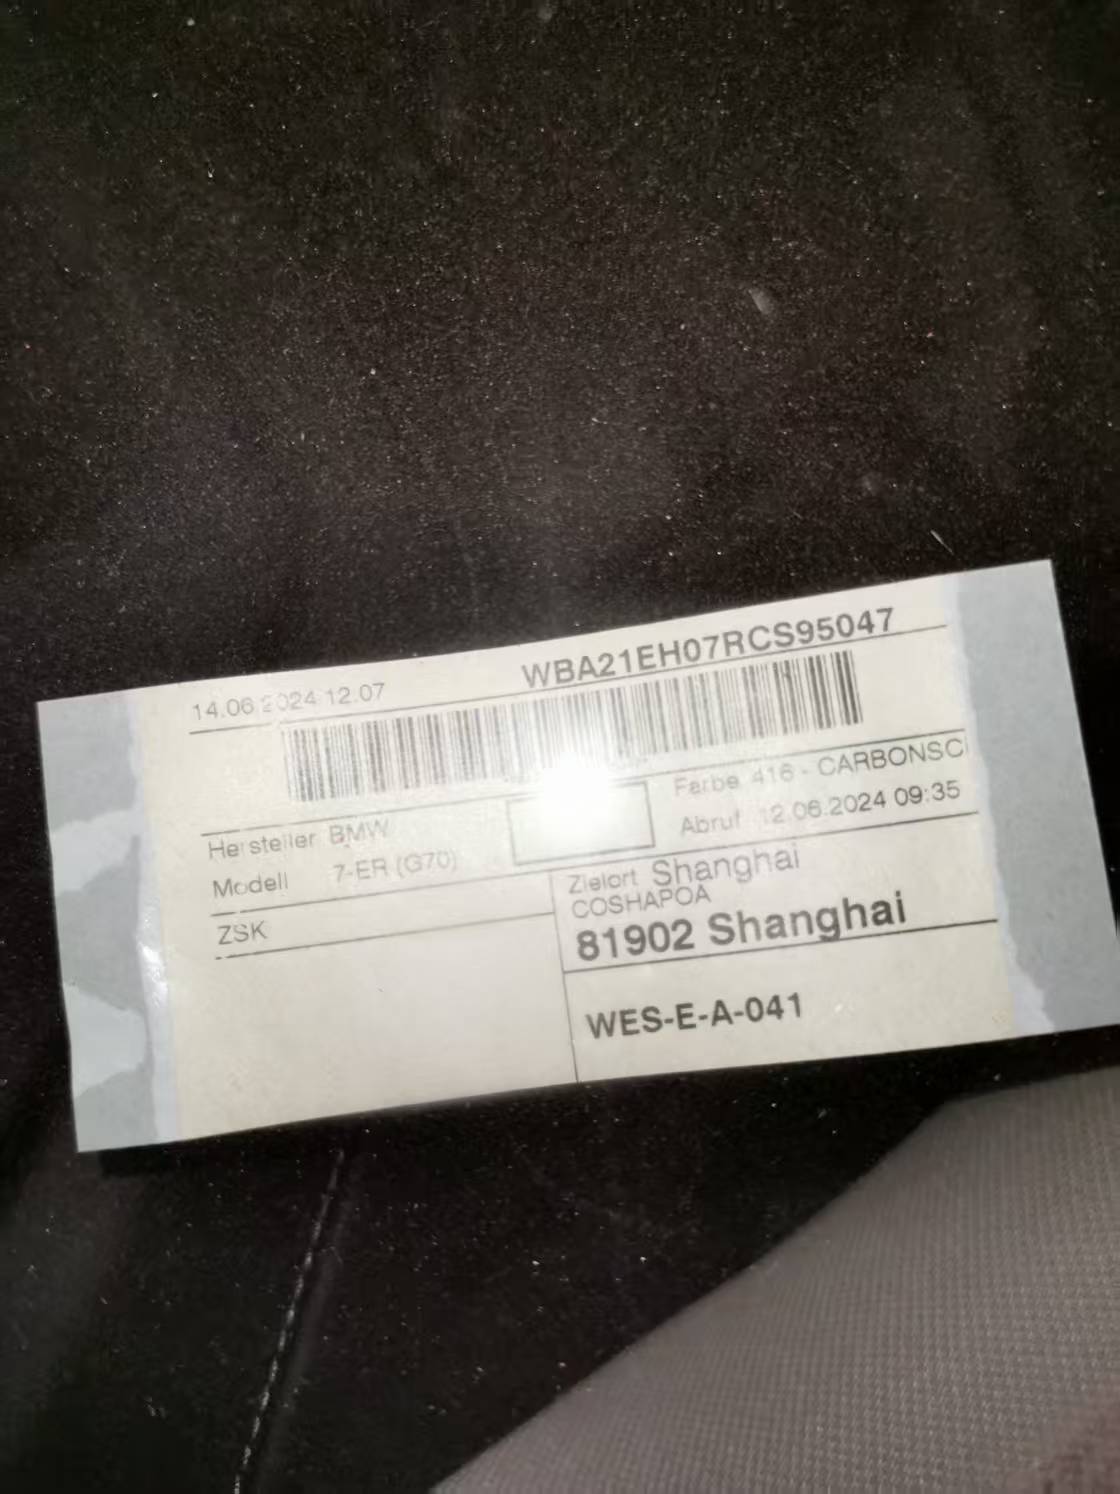 14.06.2024 12.07
WBA21EH07RCS95047
Hersteller BMW
Modell 7-ER (G70)
Farbe 416 - CARBONSC
Abruf 12.06.2024 09:35
ZSK
Zielort Shanghai
COSHAPOA
81902 Shanghai
WES-E-A-041